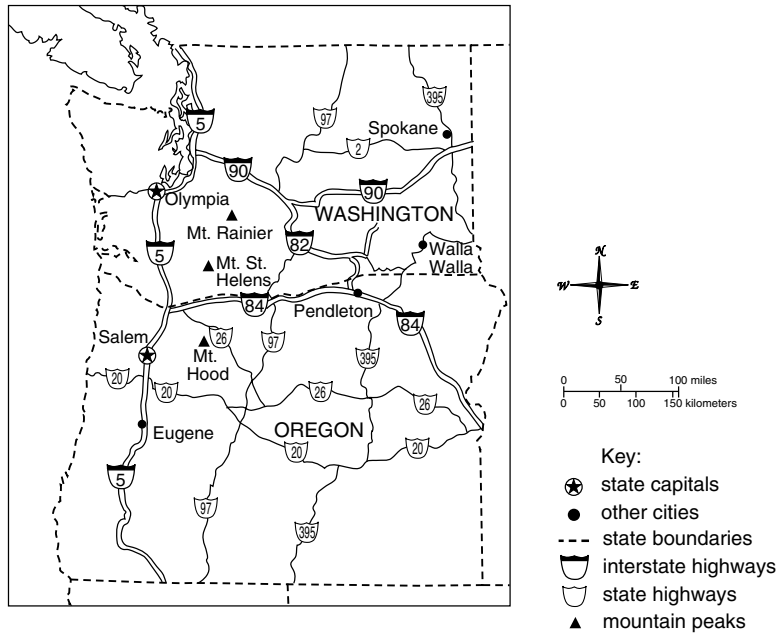 395
97
5
Spokane
2
90
90
Olympia
WASHINGTON
Mt. Rainier
82
5
Walla
Walla
Mt. St.
Helens
84
Pendleton
84
Salem
26
97
Mt.
Hood
395
20
20
26
26
Eugene
OREGON
20
20
5
97
395
N
W
E
S
0 50 100 miles
0 50 100 150 kilometers
Key:
state capitals
other cities
state boundaries
interstate highways
state highways
mountain peaks